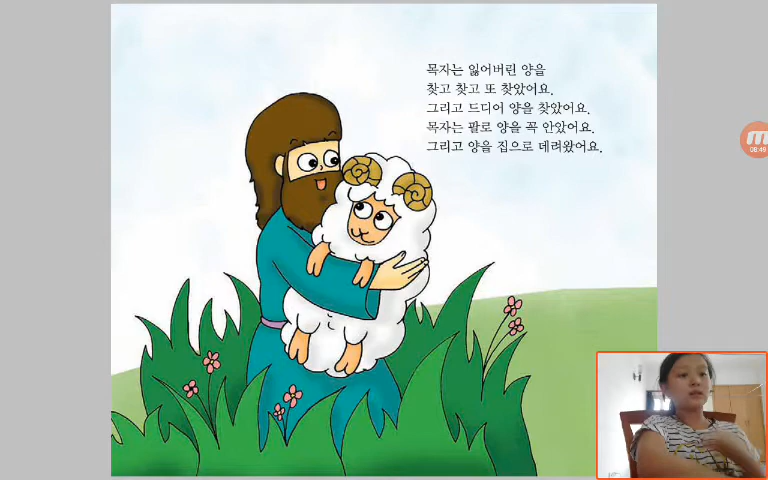 목자는 잃어버린 양을
찾고 찾고 또 찾았어요.
그리고 드디어 양을 찾았어요.
목자는 팔로 양을 꼭 안았어요.
그리고 양을 집으로 데려왔어요.
M
08:49